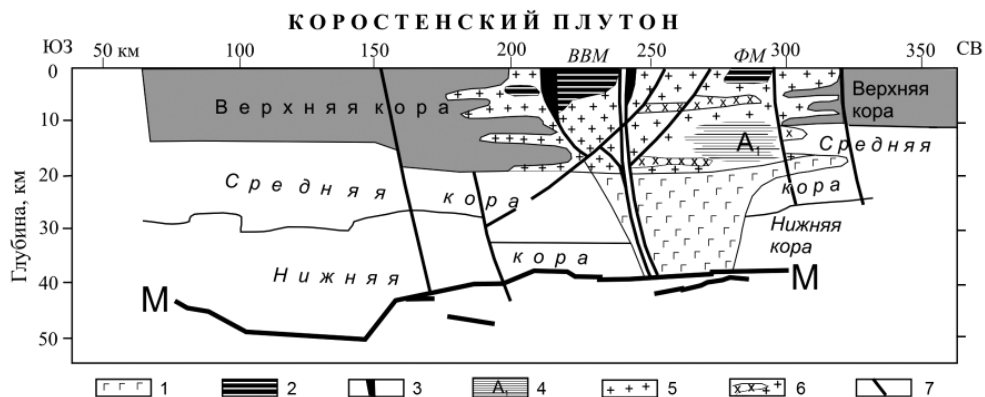 КОРОСТЕНСКИЙ ПЛУТОН
ЮЗ 50 км 100 150 200 ВВМ 250 ФМ 300 350 СВ
0
10
20
30
40
50
Глубина, км
Верхняя кора
Верхняя
кора
А₁
Средняя
Средняя кора
кора
Нижняя
кора
Нижняя кора
М М
1 2 3 А₁ 4 5 6 7